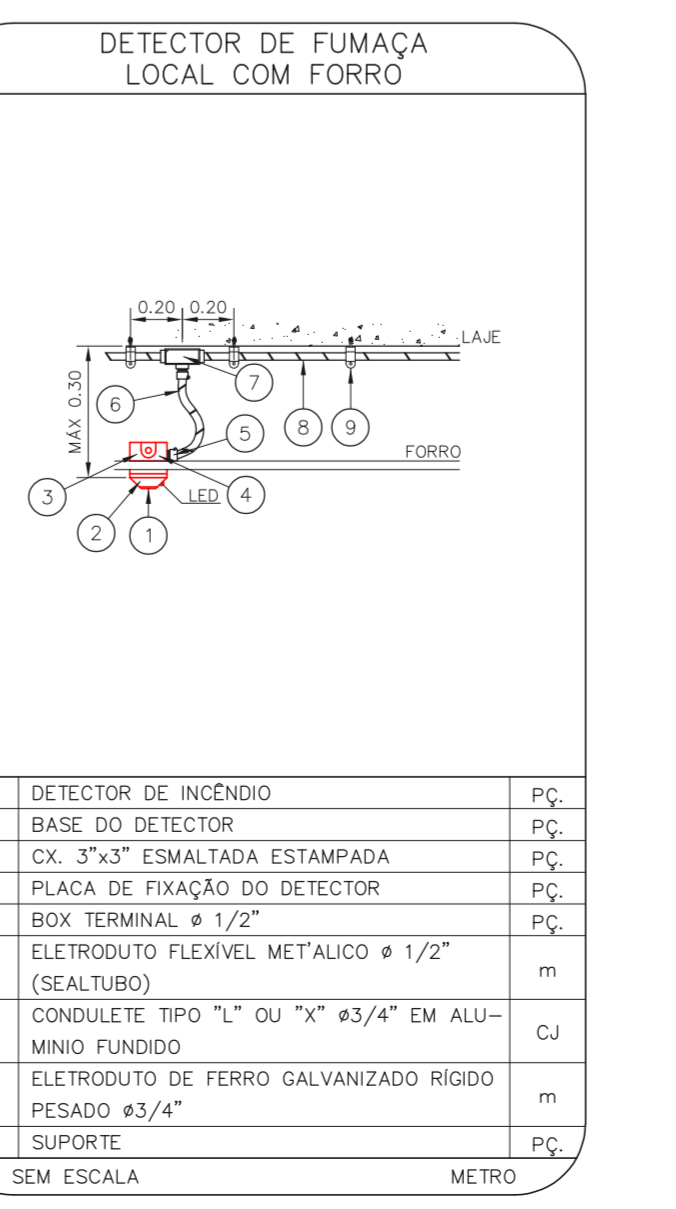 DETECTOR DE FUMAÇA
LOCAL COM FORRO
0.20 0.20
LAJE
MÁX 0.30
7
6
5
8
9
FORRO
3
LED
4
2
1
DETECTOR DE INCÊNDIO PÇ.
BASE DO DETECTOR PÇ.
CX. 3"x3" ESMALTADA ESTAMPADA PÇ.
PLACA DE FIXAÇÃO DO DETECTOR PÇ.
BOX TERMINAL ø 1/2" PÇ.
ELETRODUTO FLEXÍVEL MET'ALICO ø 1/2"
(SEALTUBO) m
CONDULETE TIPO "L" OU "X" ø3/4" EM ALU-
MINIO FUNDIDO CJ
ELETRODUTO DE FERRO GALVANIZADO RÍGIDO
PESADO ø3/4" m
SUPORTE PÇ.
SEM ESCALA METRO